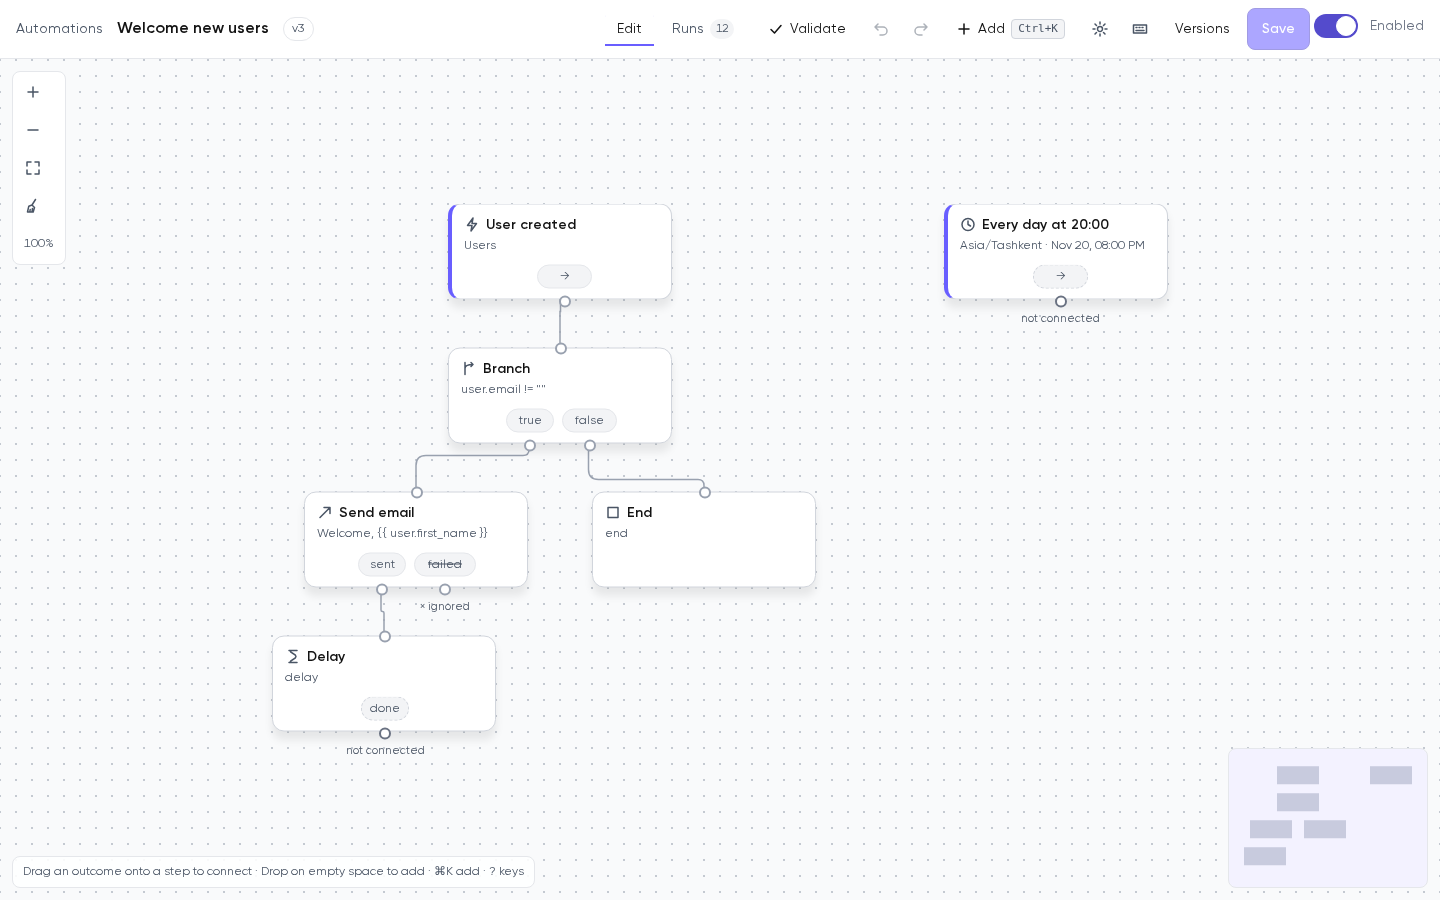 Automations Welcome new users v3 Edit Runs 12 Validate Add Ctrl+K Versions Save Enabled
100%
User created
Users
→
Every day at 20:00
Asia/Tashkent · Nov 20, 08:00 PM
→
not connected
Branch
user.email != ""
true false
Send email
Welcome, {{ user.first_name }}
sent failed
× ignored
End
end
Delay
delay
done
not connected
Drag an outcome onto a step to connect · Drop on empty space to add · ⌘K add · ? keys